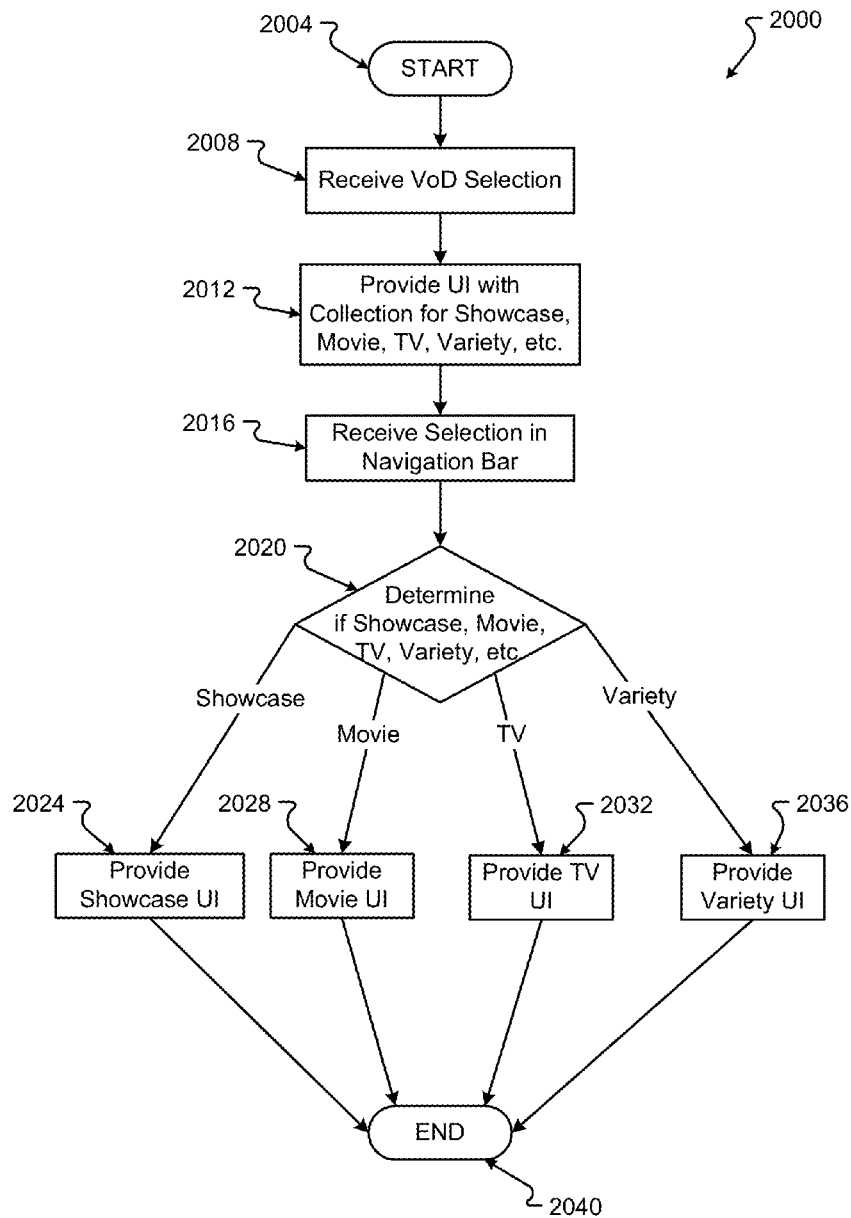 2004
START
2000
2008
Receive VoD Selection
2012
Provide UI with
Collection for Showcase,
Movie, TV, Variety, etc.
2016
Receive Selection in
Navigation Bar
2020
Determine
if Showcase, Movie,
TV, Variety, etc
Showcase
Movie
TV
Variety
2024
2028
2032
2036
Provide
Showcase UI
Provide
Movie UI
Provide TV
UI
Provide
Variety UI
END
2040